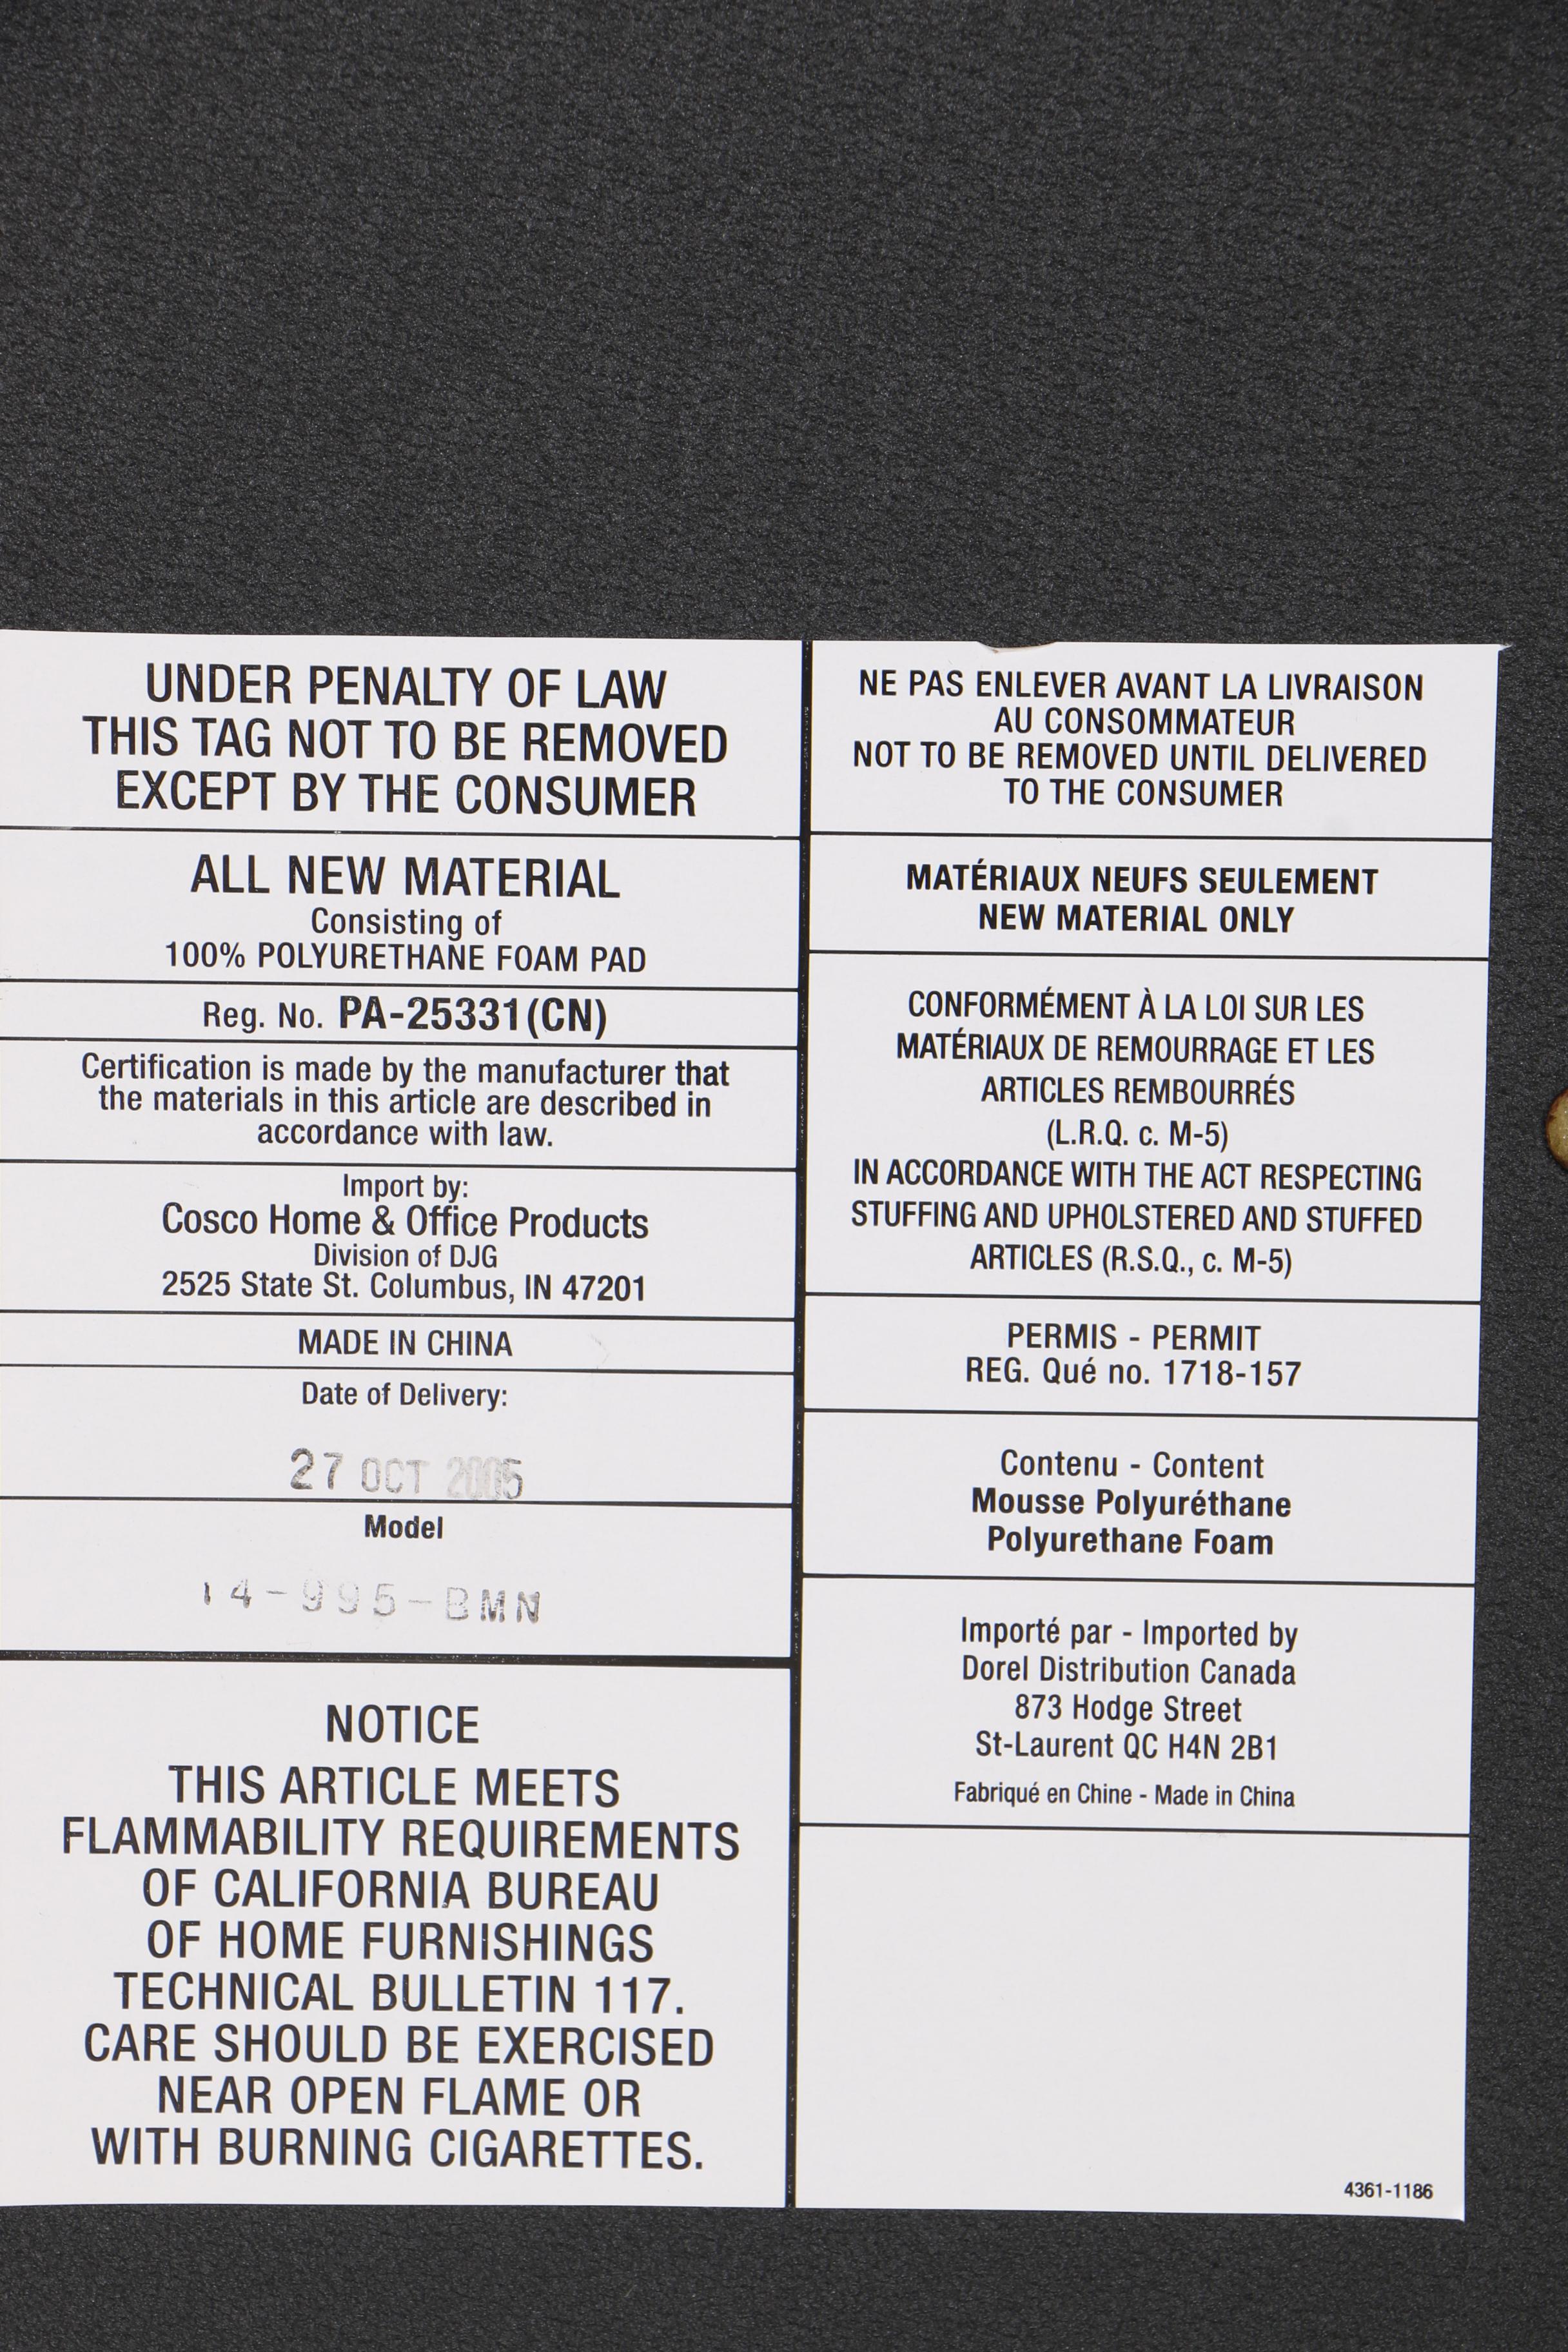 UNDER PENALTY OF LAW
THIS TAG NOT TO BE REMOVED
EXCEPT BY THE CONSUMER
ALL NEW MATERIAL
Consisting of
100% POLYURETHANE FOAM PAD
Reg. No. PA-25331(CN)
Certification is made by the manufacturer that
the materials in this article are described in
accordance with law.
Import by:
Cosco Home & Office Products
Division of DJG
2525 State St. Columbus, IN 47201
MADE IN CHINA
Date of Delivery:
27 OCT 2005
Model
14-995-BMN
NOTICE
THIS ARTICLE MEETS
FLAMMABILITY REQUIREMENTS
OF CALIFORNIA BUREAU
OF HOME FURNISHINGS
TECHNICAL BULLETIN 117.
CARE SHOULD BE EXERCISED
NEAR OPEN FLAME OR
WITH BURNING CIGARETTES.
NE PAS ENLEVER AVANT LA LIVRAISON
AU CONSOMMATEUR
NOT TO BE REMOVED UNTIL DELIVERED
TO THE CONSUMER
MATÉRIAUX NEUFS SEULEMENT
NEW MATERIAL ONLY
CONFORMÉMENT À LA LOI SUR LES
MATÉRIAUX DE REMOURRAGE ET LES
ARTICLES REMBOURRÉS
(L.R.Q. c. M-5)
IN ACCORDANCE WITH THE ACT RESPECTING
STUFFING AND UPHOLSTERED AND STUFFED
ARTICLES (R.S.Q., c. M-5)
PERMIS - PERMIT
REG. Qué no. 1718-157
Contenu - Content
Mousse Polyuréthane
Polyurethane Foam
Importé par - Imported by
Dorel Distribution Canada
873 Hodge Street
St-Laurent QC H4N 2B1
Fabriqué en Chine - Made in China
4361-1186